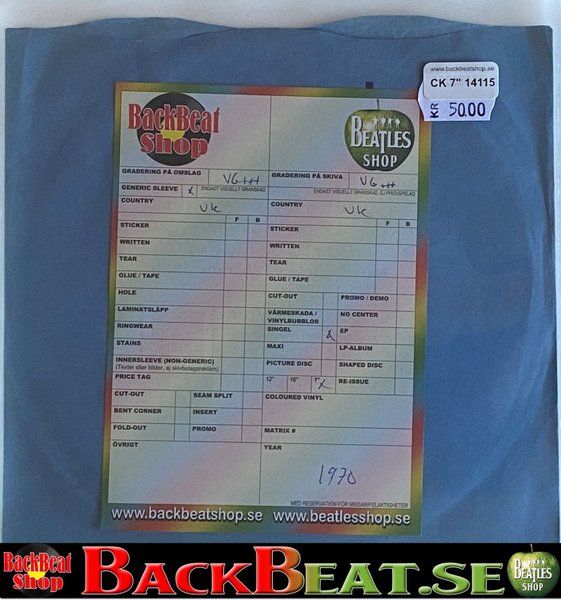 www.backbeatshop.se
CK 7" 14115
KR 50.00
BackBeat Shop
BEATLES SHOP
GRADERING PÅ OMSLAG VG+++
GRADERING PÅ SKIVA VG+++
GENERIC SLEEVE X ENDAST VISUELLT GRANSKAD
ENDAST VISUELLT GRANSKAD, EJ PROVSPELAD
COUNTRY UK
COUNTRY UK
F B
F B
STICKER
STICKER
WRITTEN
WRITTEN
TEAR
TEAR
GLUE / TAPE
GLUE / TAPE
HOLE
CUT-OUT
PROMO / DEMO
LAMINATSLÄPP
VÄRMESKADA / VINYLBUBBLOR
NO CENTER
RINGWEAR
SINGEL X
EP
STAINS
MAXI
LP-ALBUM
INNERSLEEVE (NON-GENERIC)
(Texter eller bilder, ej skivbolagsreklam)
PICTURE DISC
SHAPED DISC
PRICE TAG
12" 10" 7" X
RE-ISSUE
CUT-OUT
SEAM SPLIT
COLOURED VINYL
BENT CORNER
INSERT
FOLD-OUT
PROMO
MATRIX #
ÖVRIGT
YEAR
1970
MED RESERVATION FÖR MISSAR/FELAKTIGHETER
www.backbeatshop.se www.beatlesshop.se
BackBeat Shop
BACKBEAT.SE
BEATLES SHOP